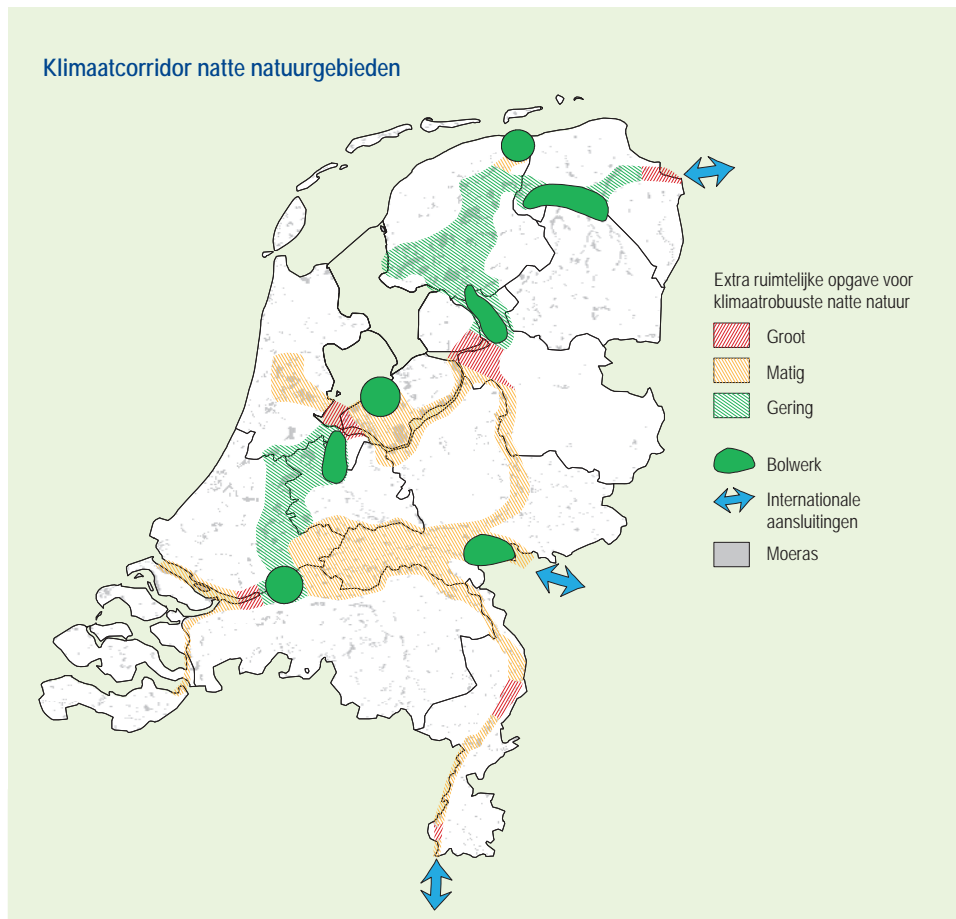 Klimaatcorridor natte natuurgebieden
Extra ruimtelijke opgave voor
klimaatrobuuste natte natuur
Groot
Matig
Gering
Bolwerk
Internationale
aansluitingen
Moeras